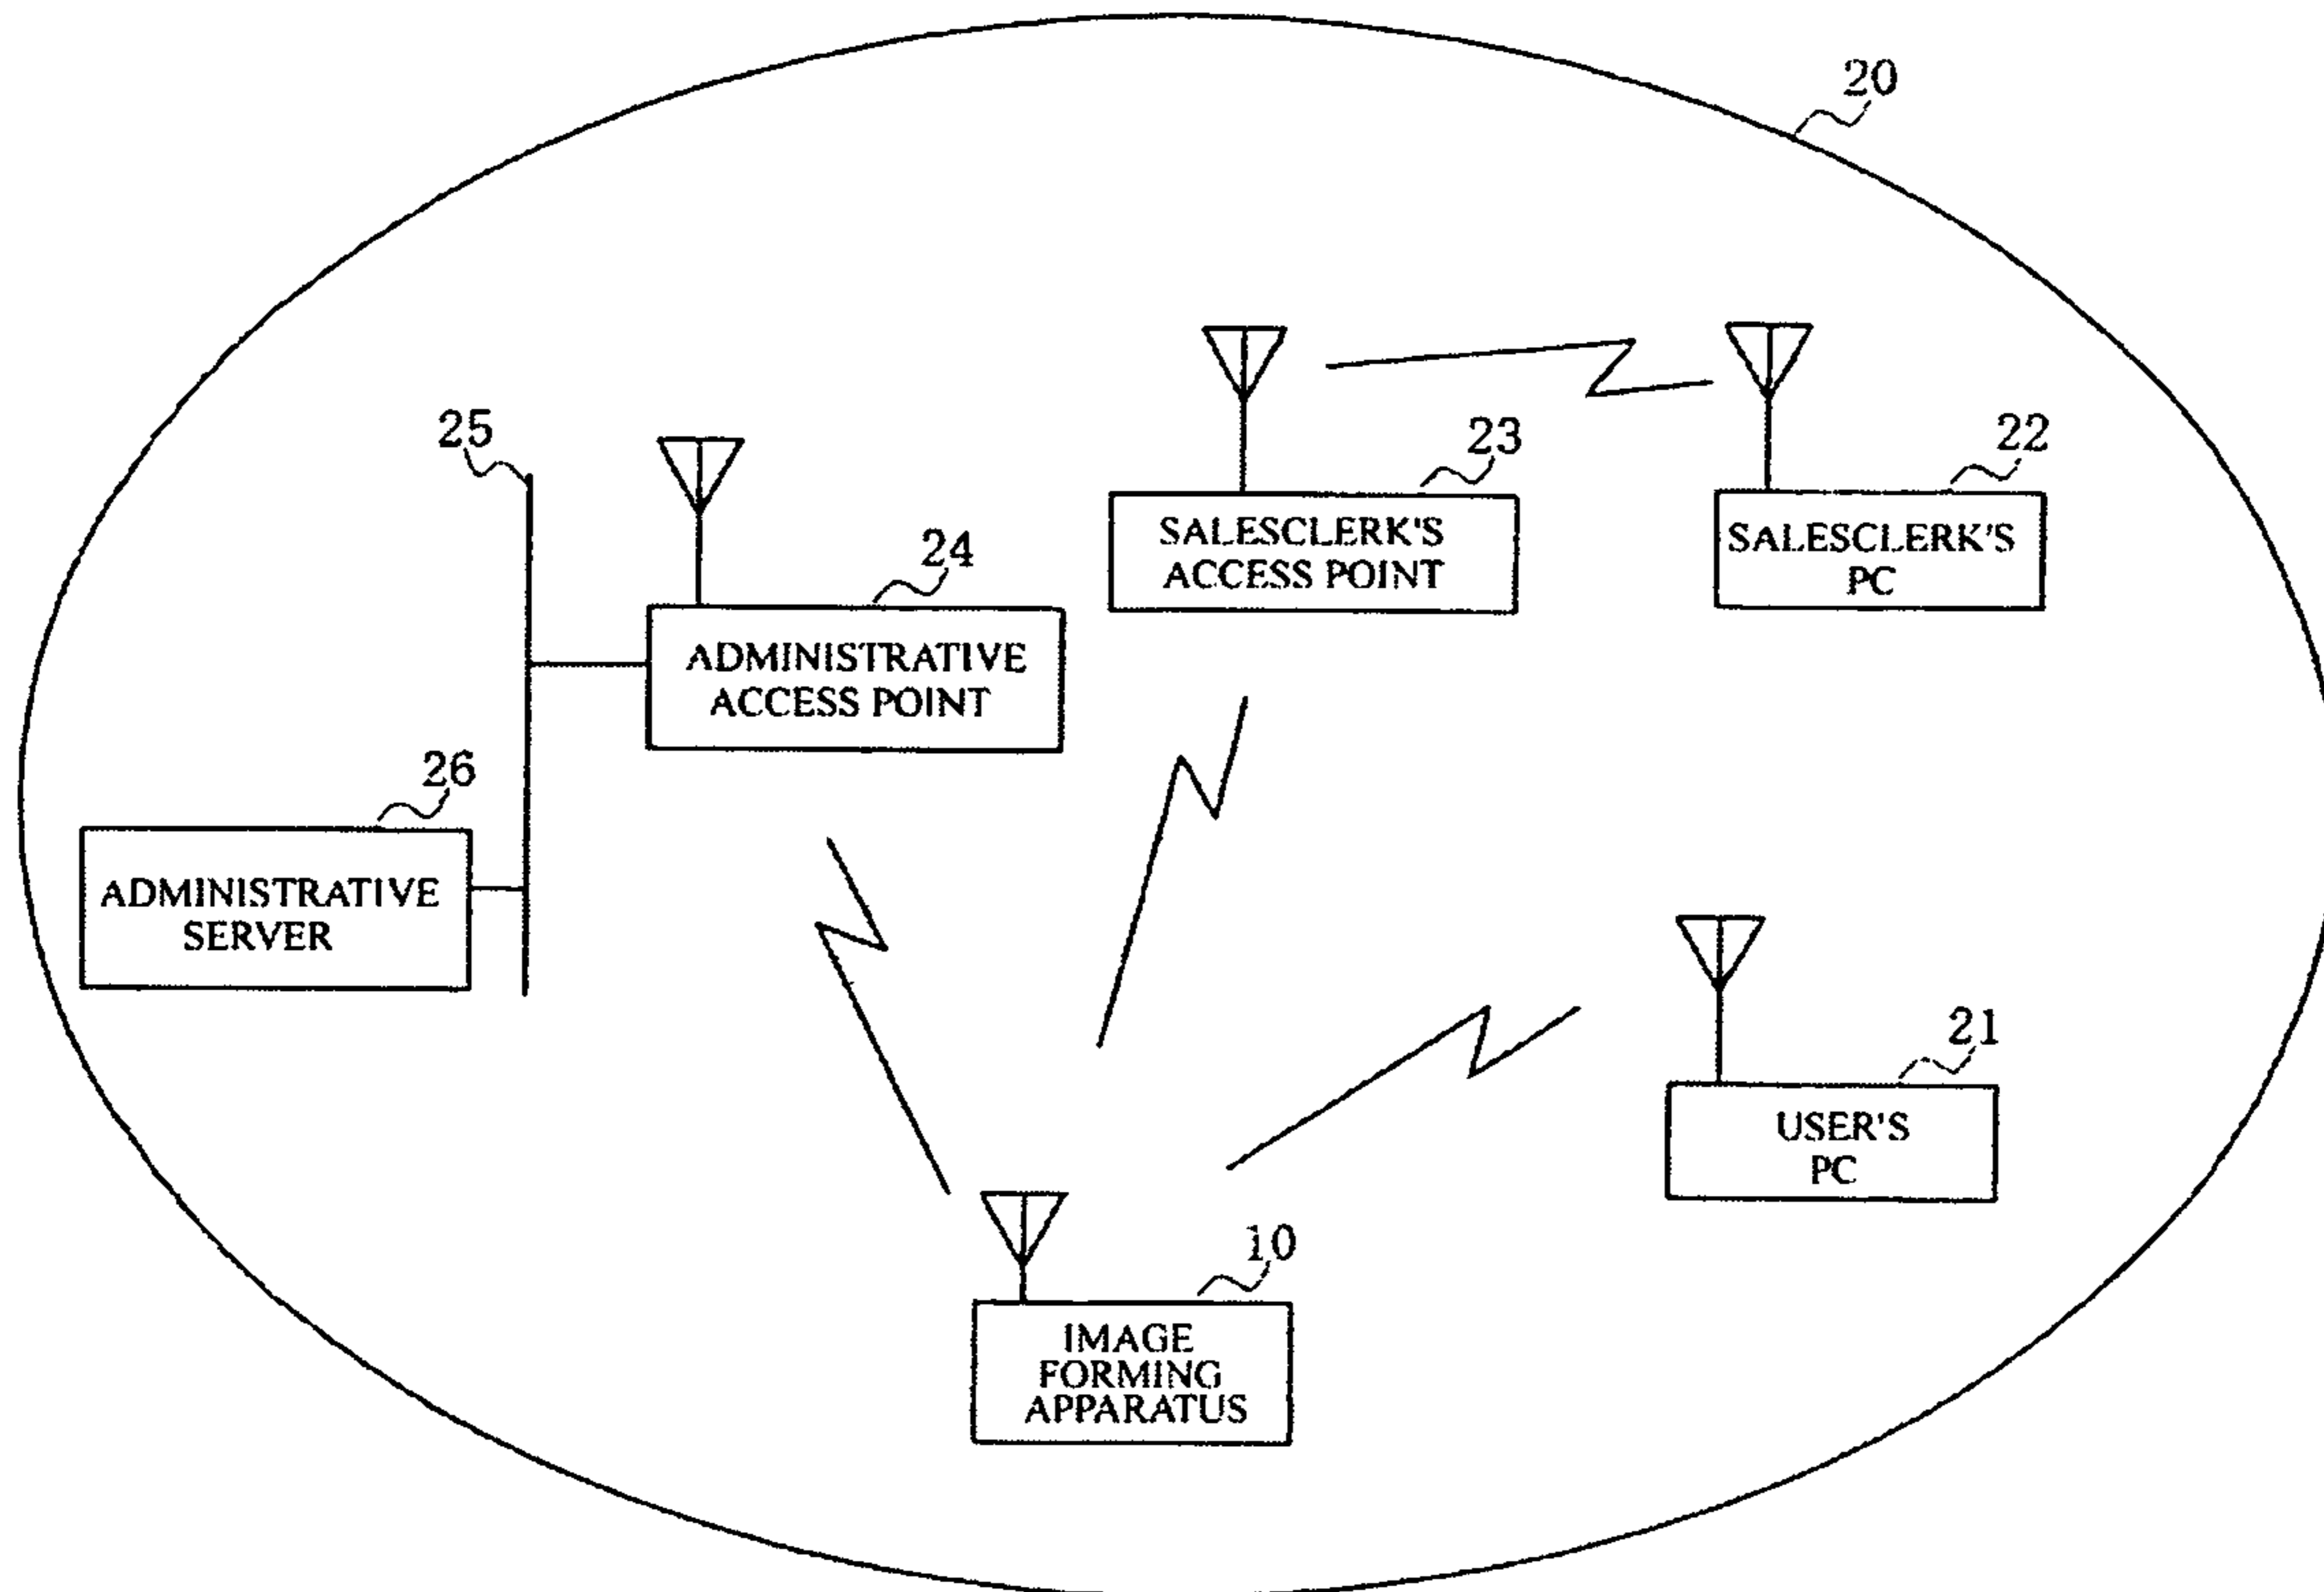 20
25
23
22
24
SALESCLERK'S
ACCESS POINT
SALESCLERK'S
PC
ADMINISTRATIVE
ACCESS POINT
26
ADMINISTRATIVE
SERVER
21
USER'S
PC
10
IMAGE
FORMING
APPARATUS